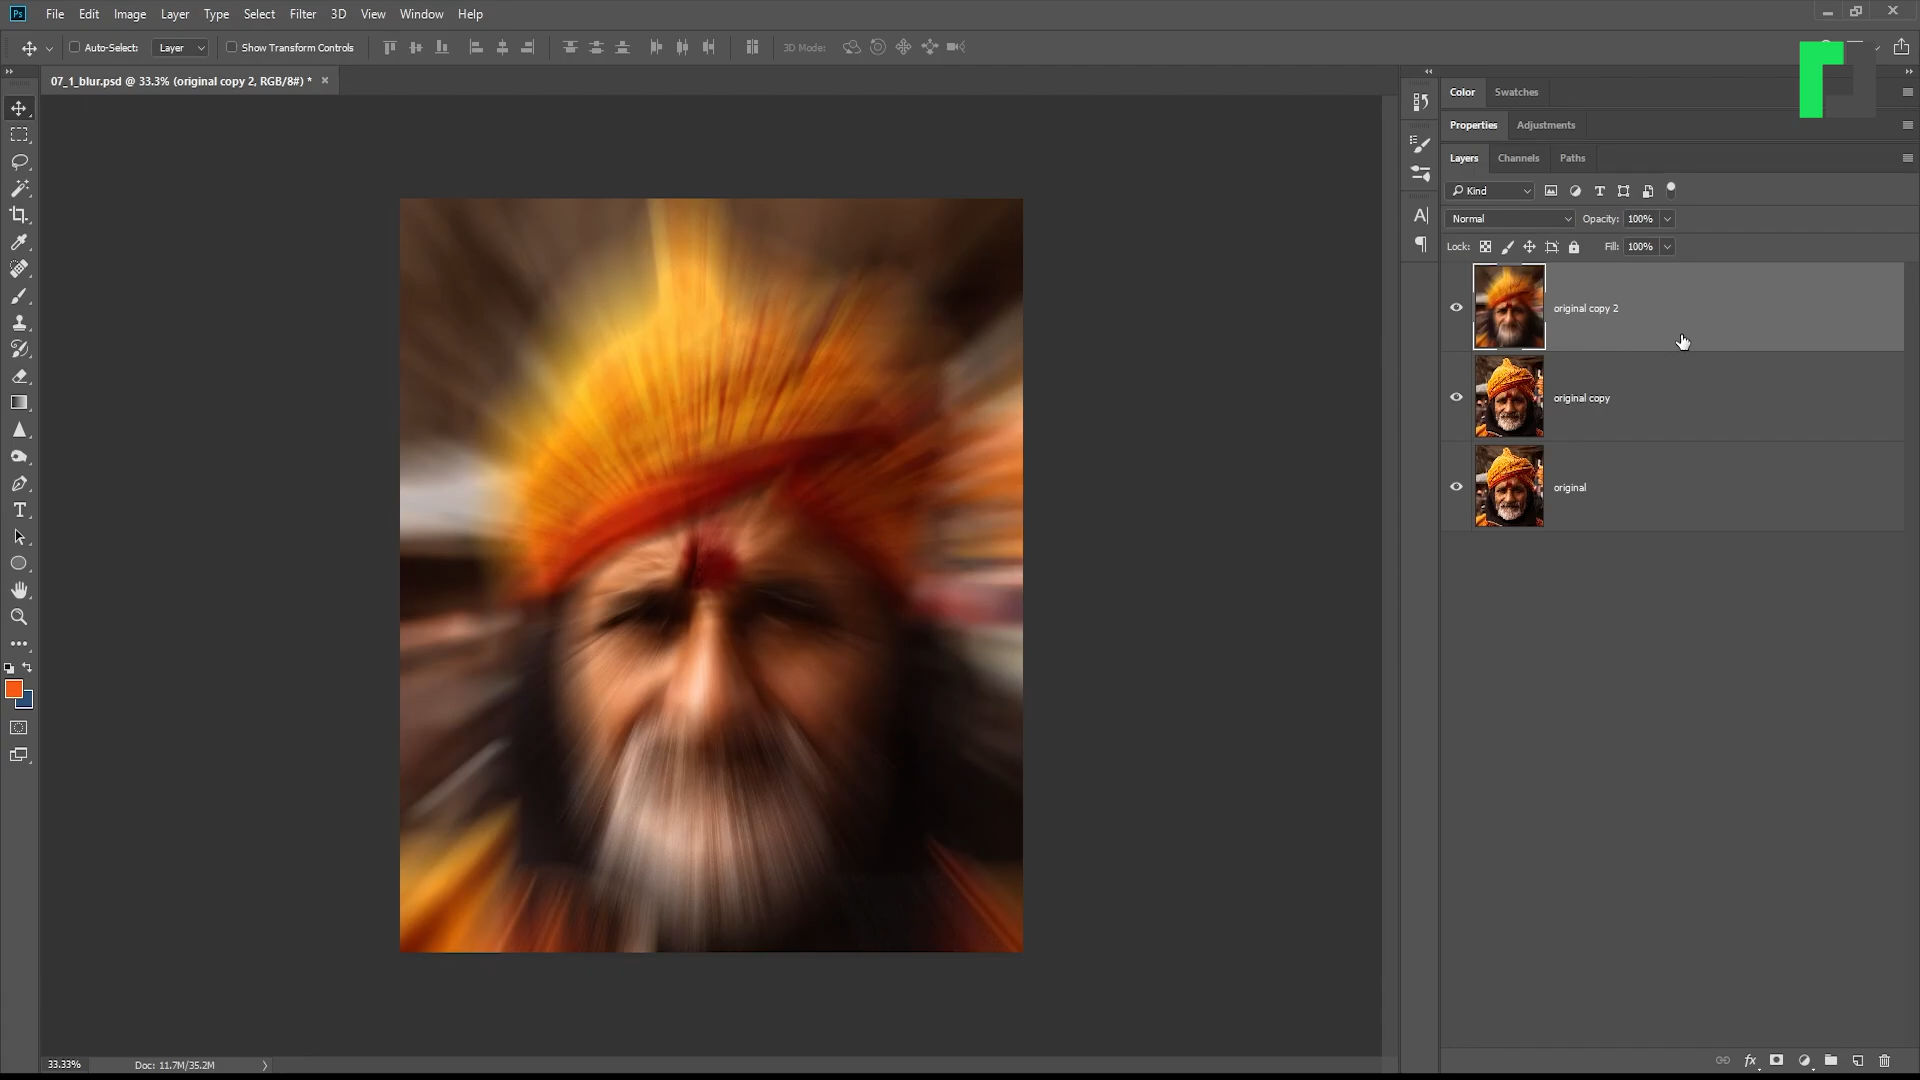 Ps File Edit Image Layer Type Select Filter 3D View Window Help
Auto-Select: Layer Show Transform Controls 3D Mode:
07_1_blur.psd @ 33.3% (original copy 2, RGB/8#) *
Color Swatches
Properties Adjustments
Layers Channels Paths
Kind
Normal Opacity: 100%
Lock: Fill: 100%
original copy 2
original copy
original
33.33% Doc: 11.7M/35.2M